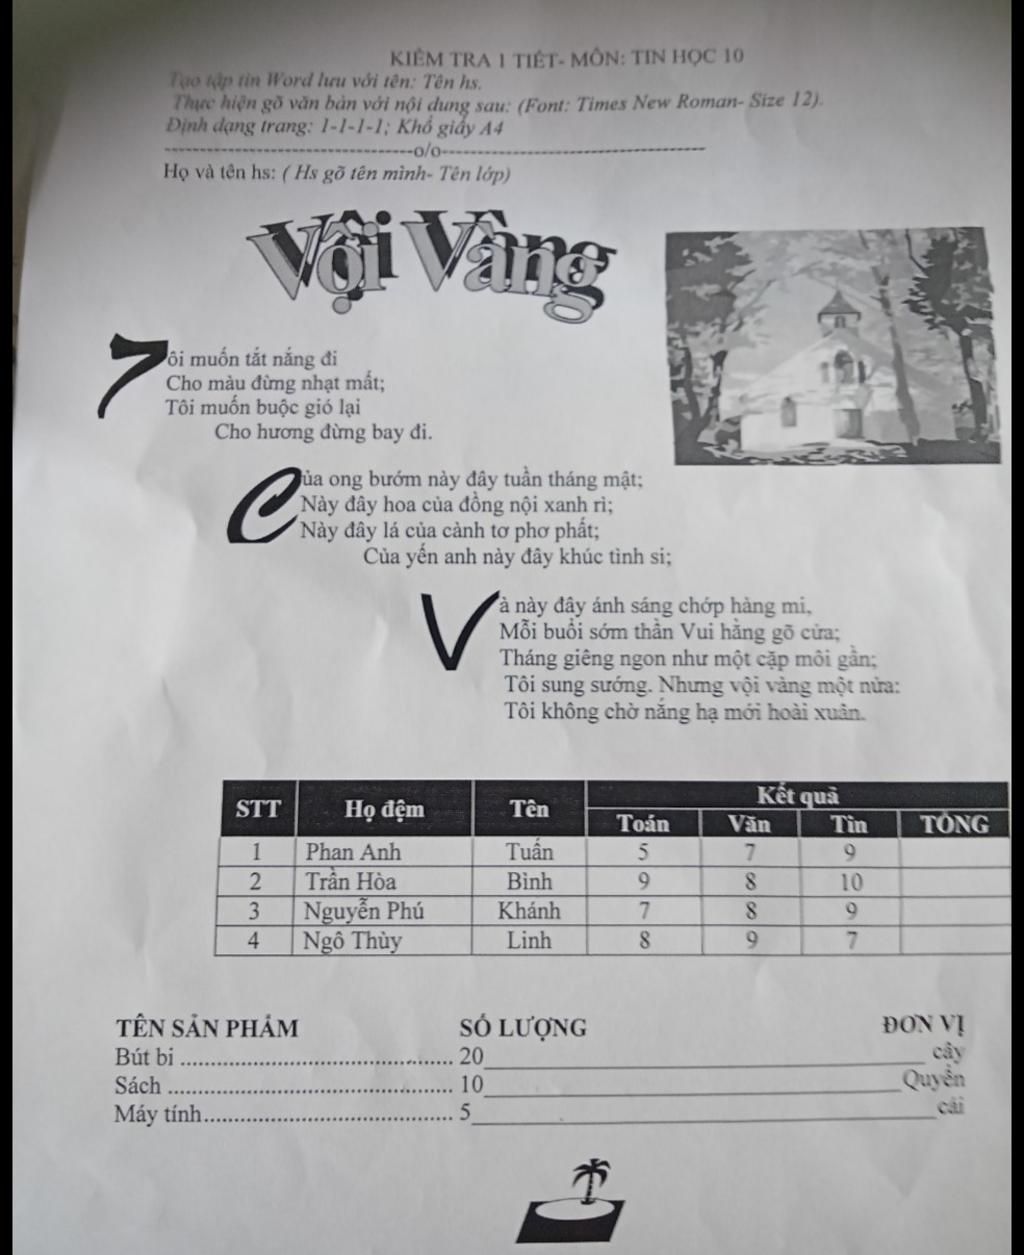 KIỂM TRA 1 TIẾT- MÔN: TIN HỌC 10
Tạo tập tin Word lưu với tên: Tên hs.
Thực hiện gõ văn bản với nội dung sau: (Font: Times New Roman- Size 12).
Định dạng trang: 1-1-1-1; Khổ giấy A4
--------------------------------o/o----------------------------------
Họ và tên hs: ( Hs gõ tên mình- Tên lớp)
Vội Vàng
Tôi muốn tắt nắng đi
Cho màu đừng nhạt mất;
Tôi muốn buộc gió lại
Cho hương đừng bay đi.
Của ong bướm này đây tuần tháng mật;
Này đây hoa của đồng nội xanh rì;
Này đây lá của cành tơ phơ phất;
Của yến anh này đây khúc tình si;
Và này đây ánh sáng chớp hàng mi,
Mỗi buổi sớm thần Vui hằng gõ cửa;
Tháng giêng ngon như một cặp môi gần;
Tôi sung sướng. Nhưng vội vàng một nửa:
Tôi không chờ nắng hạ mới hoài xuân.
STT Họ đệm Tên Kết quả
Toán Văn Tin TỔNG
1 Phan Anh Tuấn 5 7 9
2 Trần Hòa Bình 9 8 10
3 Nguyễn Phú Khánh 7 8 9
4 Ngô Thùy Linh 8 9 7
TÊN SẢN PHẨM SỐ LƯỢNG ĐƠN VỊ
Bút bi ........................................ 20________________________________ cây
Sách .......................................... 10________________________________Quyển
Máy tính..................................... 5__________________________________cái